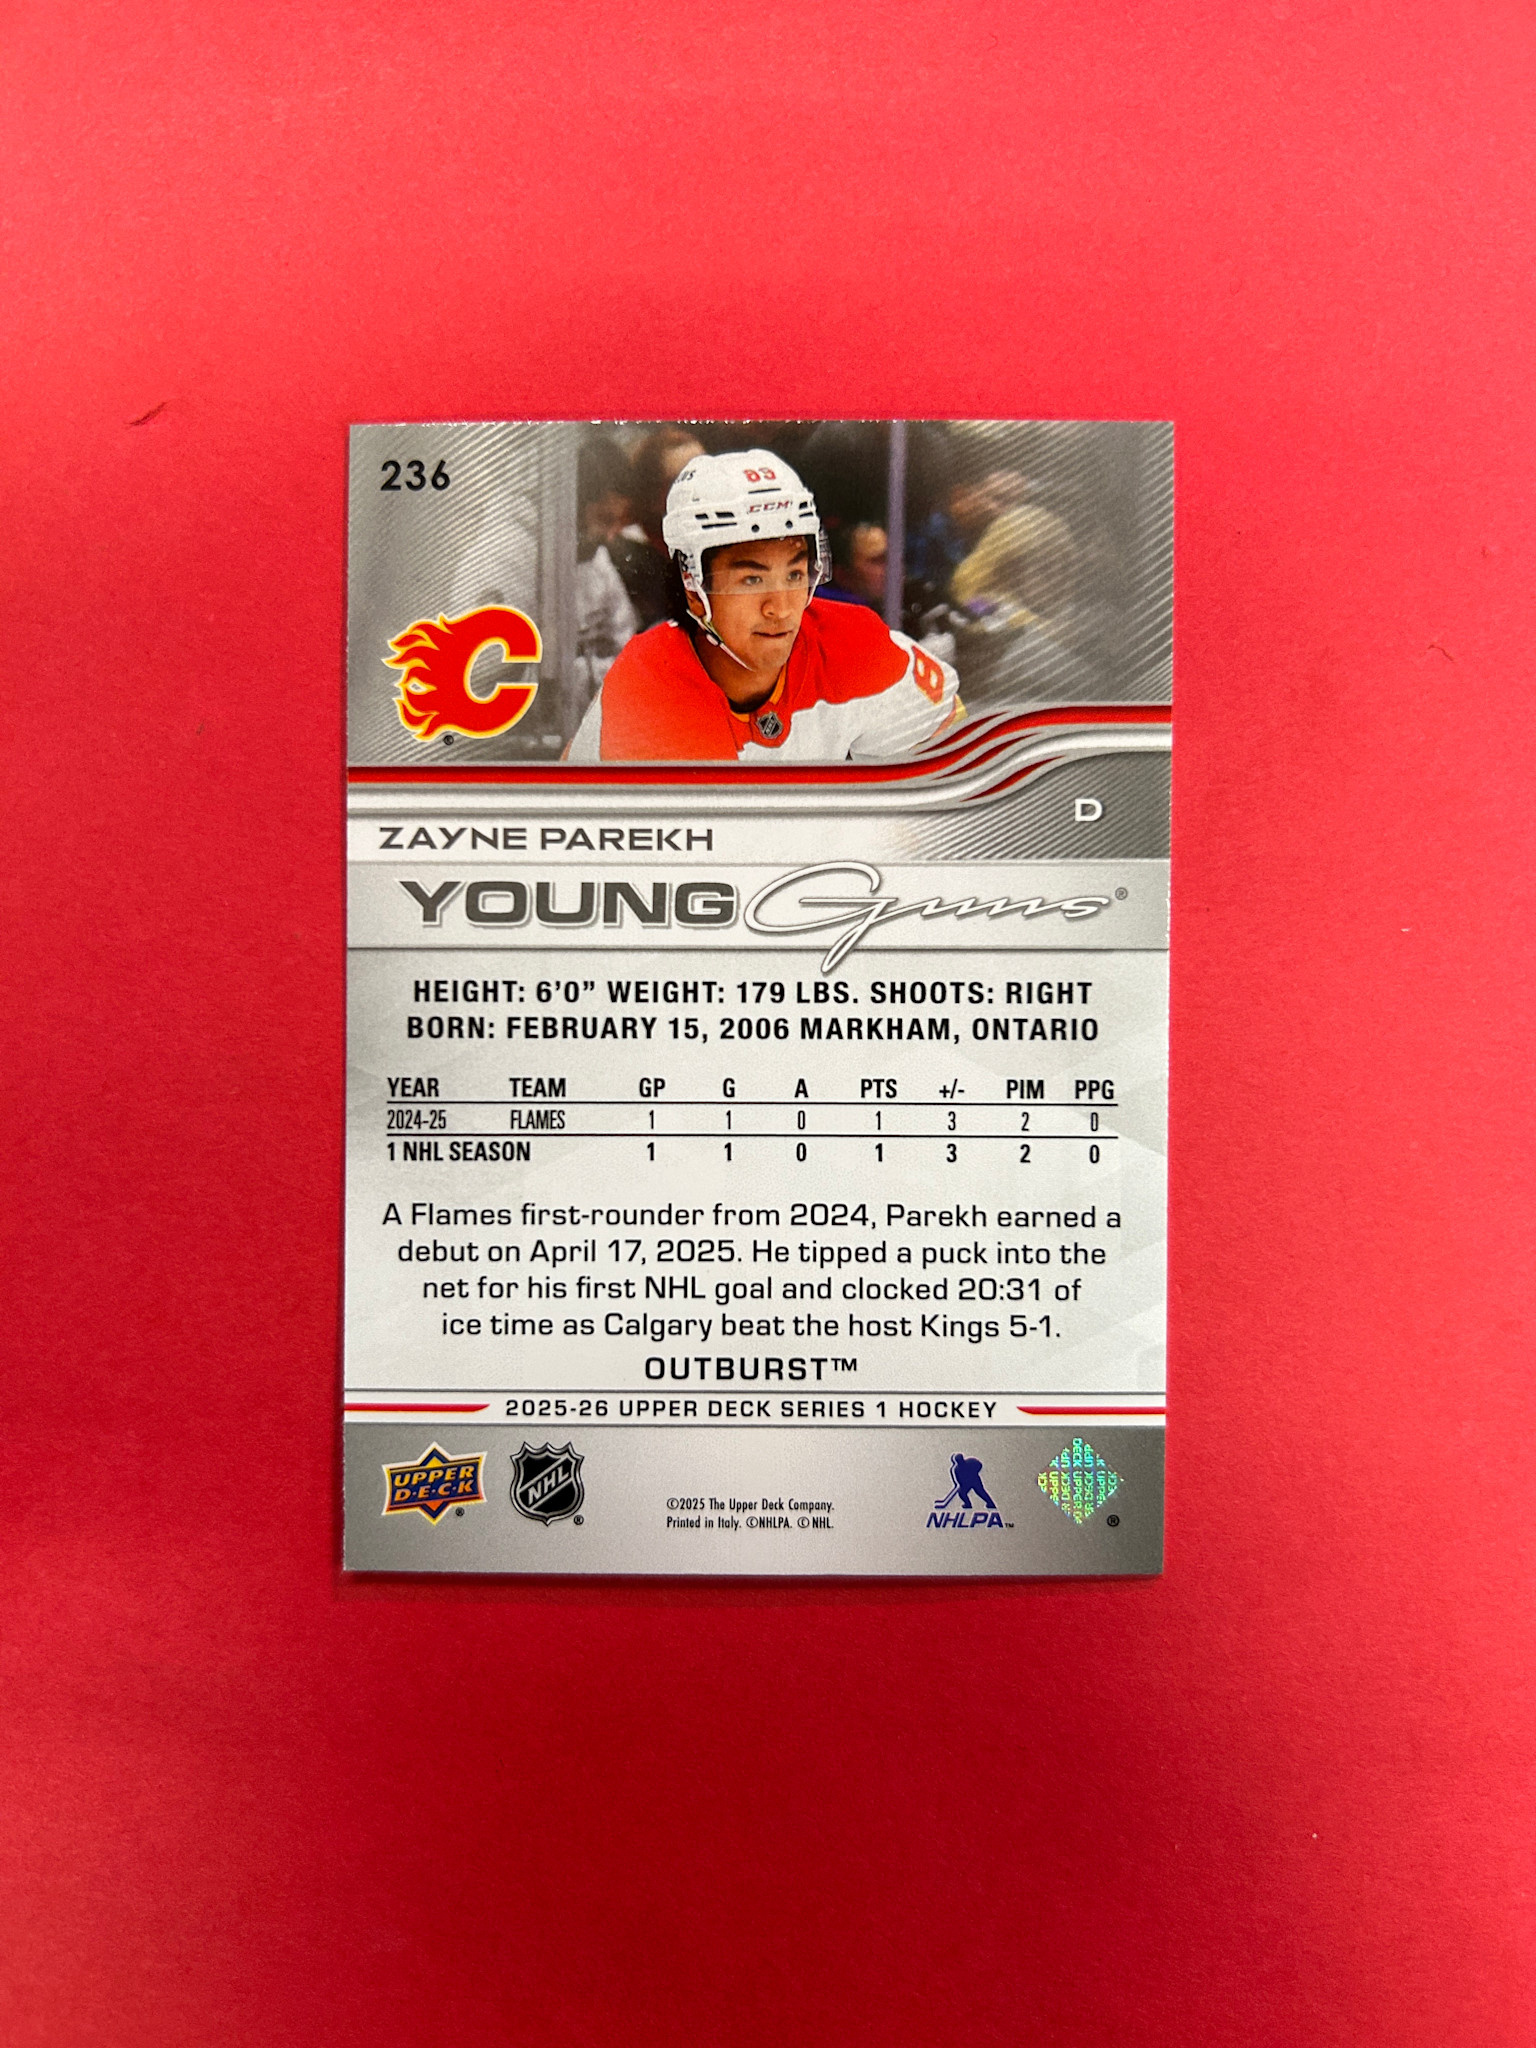 236
89
CCM
8
D
ZAYNE PAREKH
YOUNG Guns®
HEIGHT: 6’0” WEIGHT: 179 LBS. SHOOTS: RIGHT
BORN: FEBRUARY 15, 2006 MARKHAM, ONTARIO
YEAR TEAM GP G A PTS +/- PIM PPG
2024-25 FLAMES 1 1 0 1 3 2 0
1 NHL SEASON 1 1 0 1 3 2 0
A Flames first-rounder from 2024, Parekh earned a
debut on April 17, 2025. He tipped a puck into the
net for his first NHL goal and clocked 20:31 of
ice time as Calgary beat the host Kings 5-1.
OUTBURST™
2025-26 UPPER DECK SERIES 1 HOCKEY
UPPER
D·E·C·K ®
NHL ®
©2025 The Upper Deck Company.
Printed in Italy. ©NHLPA. © NHL.
NHLPA™
UPPER DECK ®